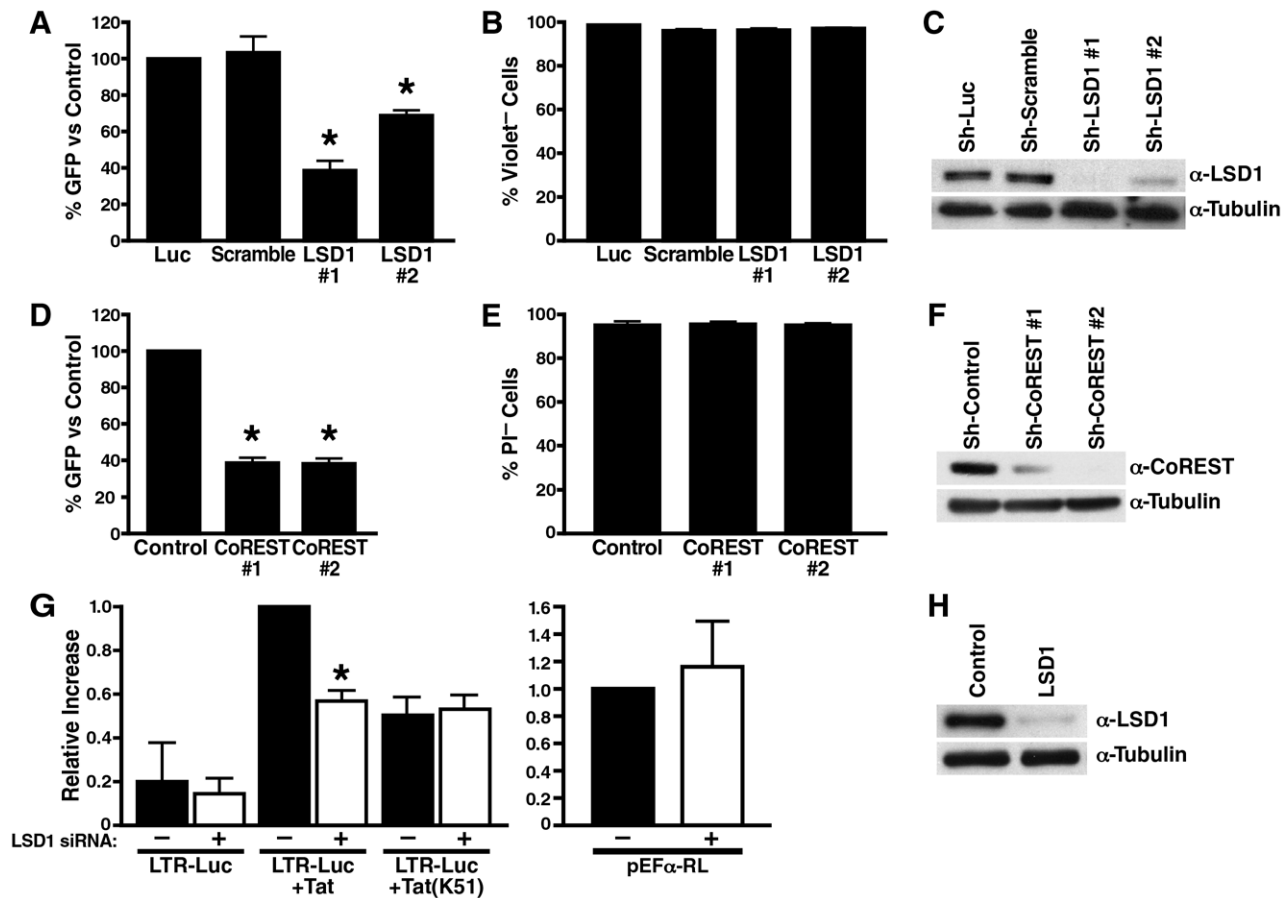 A
% GFP vs Control
120
100
80
60
40
20
0
*
*
Luc
Scramble
LSD1
#1
LSD1
#2
B
% Violet– Cells
100
80
60
40
20
0
Luc
Scramble
LSD1
#1
LSD1
#2
C
Sh-Luc
Sh-Scramble
Sh-LSD1 #1
Sh-LSD1 #2
α-LSD1
α-Tubulin
D
% GFP vs Control
120
100
80
60
40
20
0
*
*
Control
CoREST
#1
CoREST
#2
E
% PI– Cells
100
80
60
40
20
0
Control
CoREST
#1
CoREST
#2
F
Sh-Control
Sh-CoREST #1
Sh-CoREST #2
α-CoREST
α-Tubulin
G
Relative Increase
1.0
0.8
0.6
0.4
0.2
0
*
LSD1 siRNA: – + – + – +
LTR-Luc
LTR-Luc
+Tat
LTR-Luc
+Tat(K51)
1.6
1.4
1.2
1.0
0.8
0.6
0.4
0.2
0
– +
pEFα-RL
H
Control
LSD1
α-LSD1
α-Tubulin